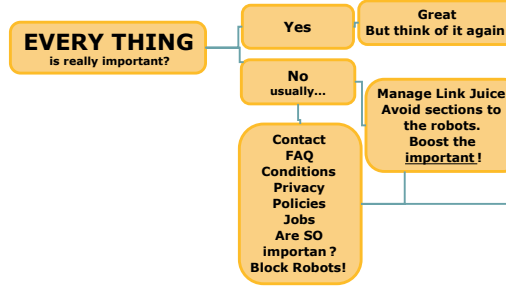 EVERY THING
is really important?
Yes
Great
But think of it again
No
usually...
Manage Link Juice
Avoid sections to
the robots.
Boost the
important !
Contact
FAQ
Conditions
Privacy
Policies
Jobs
Are SO
importan ?
Block Robots!